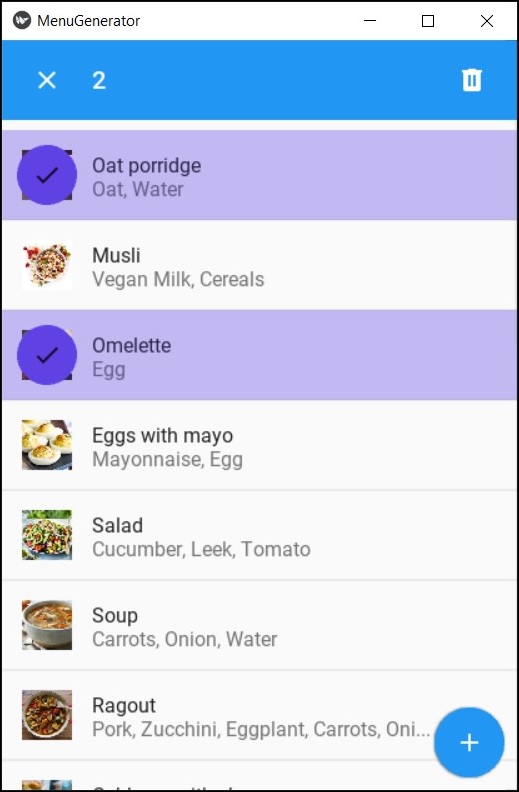 MenuGenerator
2
Oat porridge
Oat, Water
Musli
Vegan Milk, Cereals
Omelette
Egg
Eggs with mayo
Mayonnaise, Egg
Salad
Cucumber, Leek, Tomato
Soup
Carrots, Onion, Water
Ragout
Pork, Zucchini, Eggplant, Carrots, Oni...